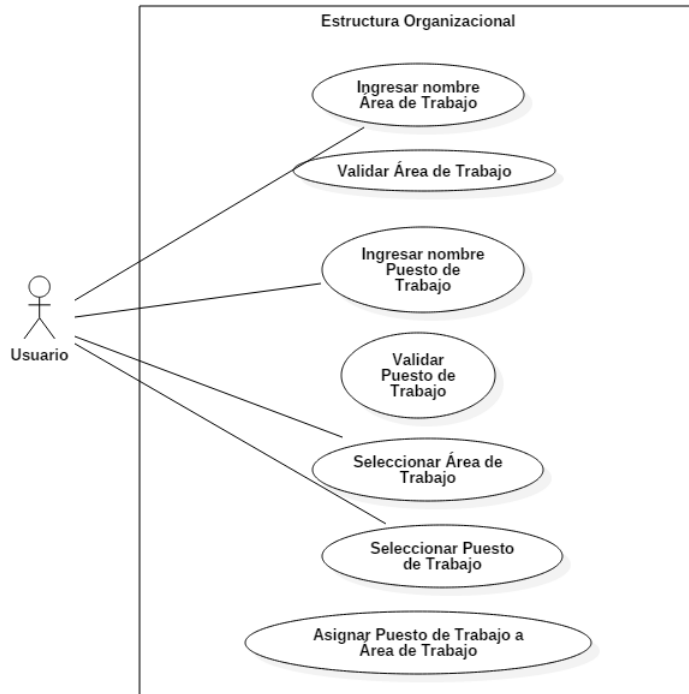 Estructura Organizacional
Ingresar nombre
Área de Trabajo
Validar Área de Trabajo
Ingresar nombre
Puesto de
Trabajo
Usuario
Validar
Puesto de
Trabajo
Seleccionar Área de
Trabajo
Seleccionar Puesto
de Trabajo
Asignar Puesto de Trabajo a
Área de Trabajo